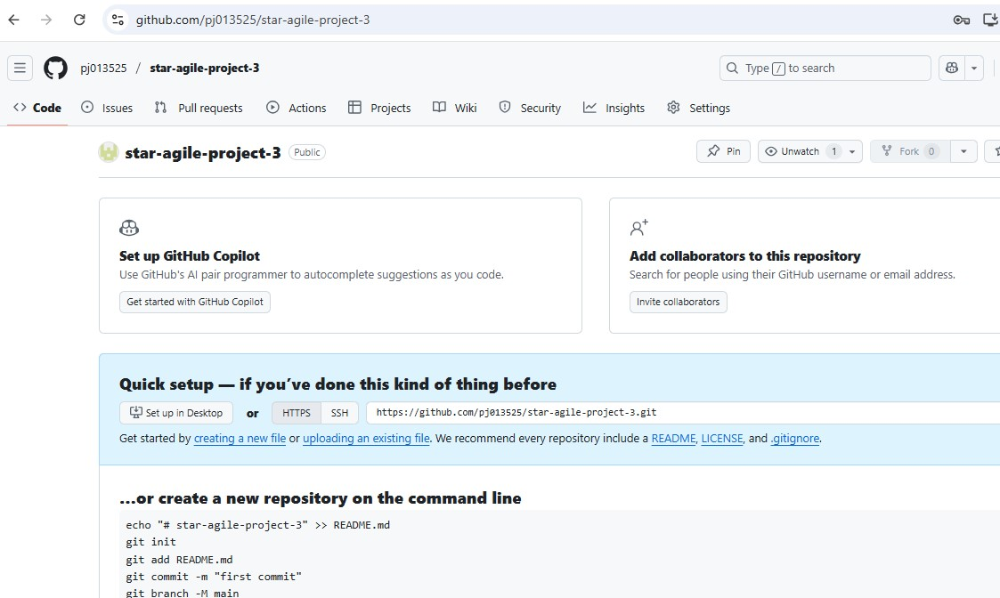 github.com/pj013525/star-agile-project-3
pj013525 / star-agile-project-3
Type / to search
Code Issues Pull requests Actions Projects Wiki Security Insights Settings
star-agile-project-3 Public
Pin Unwatch 1 Fork 0
Set up GitHub Copilot
Use GitHub's AI pair programmer to autocomplete suggestions as you code.
Get started with GitHub Copilot
Add collaborators to this repository
Search for people using their GitHub username or email address.
Invite collaborators
Quick setup — if you’ve done this kind of thing before
Set up in Desktop or HTTPS SSH https://github.com/pj013525/star-agile-project-3.git
Get started by creating a new file or uploading an existing file. We recommend every repository include a README, LICENSE, and .gitignore.
…or create a new repository on the command line
echo "# star-agile-project-3" >> README.md
git init
git add README.md
git commit -m "first commit"
git branch -M main